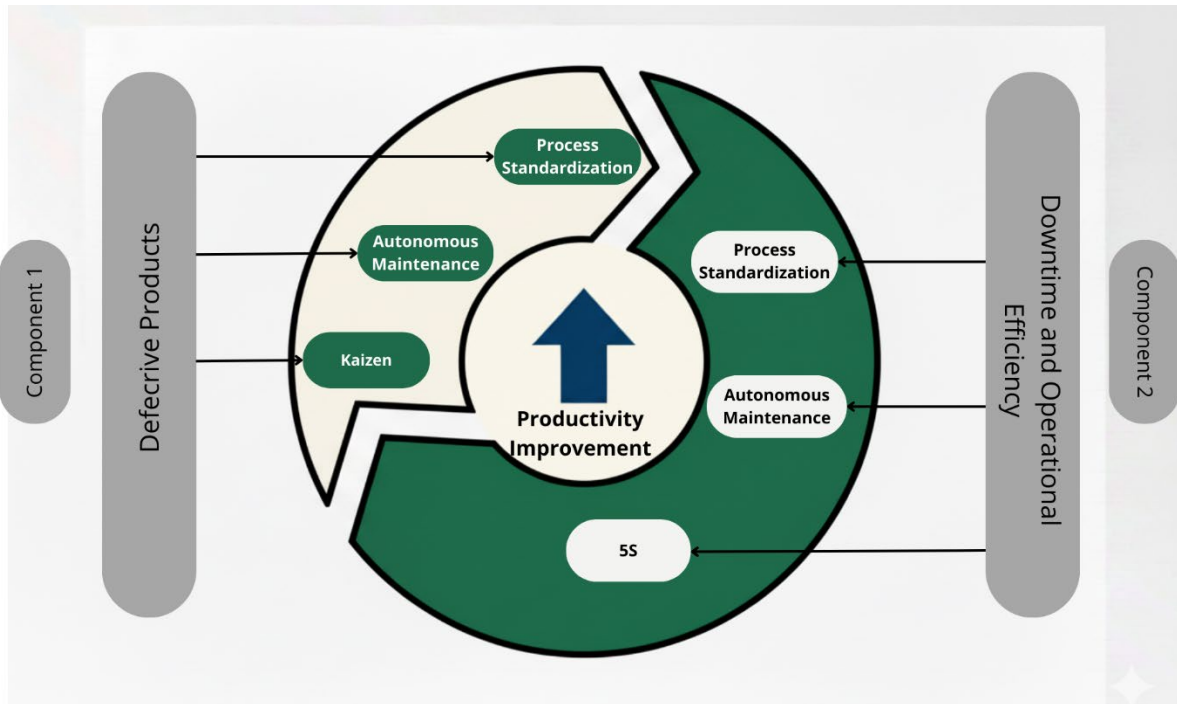 Component 1
Defecrive Products
Process
Standardization
Autonomous
Maintenance
Kaizen
Productivity
Improvement
Process
Standardization
Autonomous
Maintenance
5S
Downtime and Operational
Efficiency
Component 2